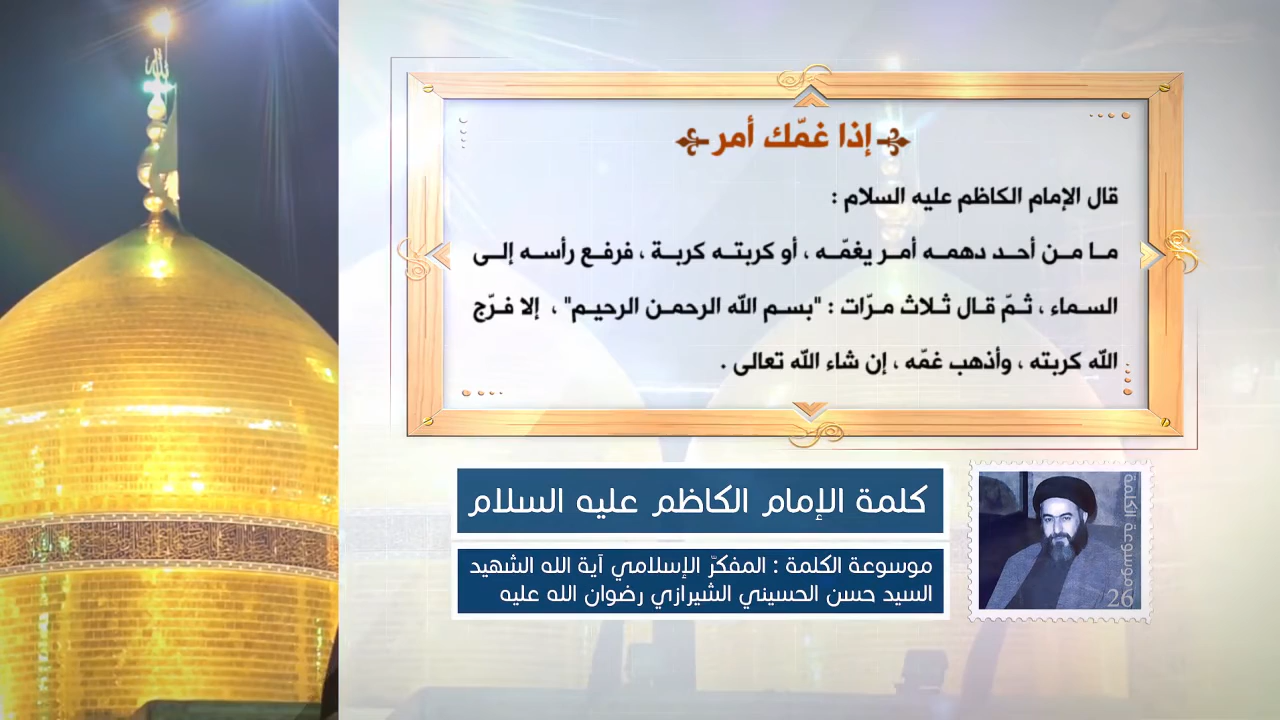 إذا غمّك أمر
قال الإمام الكاظم عليه السلام :
ما من أحد دهمه أمر يغمّه ، أو كربته كربة ، فرفع رأسه إلى
السماء ، ثمّ قال ثلاث مرّات : "بسم الله الرحمن الرحيم" ، إلا فرّج
الله كربته ، وأذهب غمّه ، إن شاء الله تعالى .
كلمة الإمام الكاظم عليه السلام
موسوعة الكلمة : المفكّر الإسلامي آية الله الشهيد
السيد حسن الحسيني الشيرازي رضوان الله عليه
موسوعة الكلمة
26